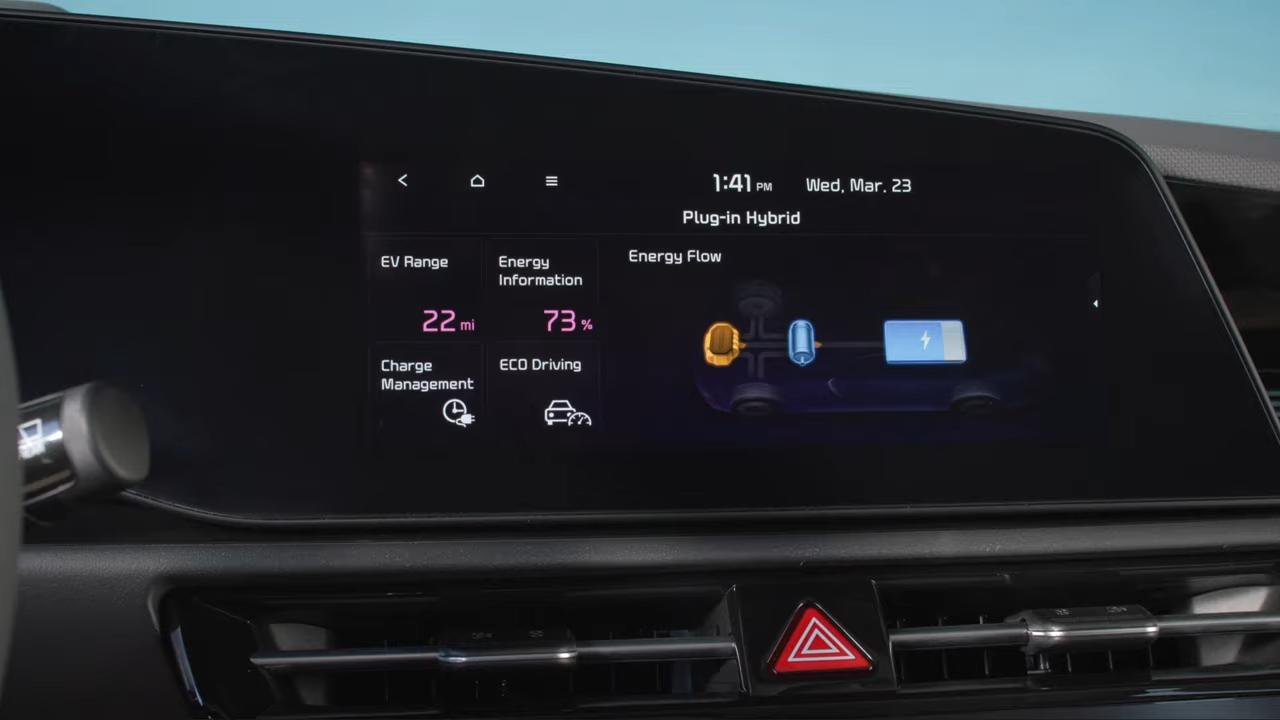 1:41 PM Wed, Mar. 23
Plug-in Hybrid
EV Range
22 mi
Energy
Information
73 %
Energy Flow
Charge
Management
ECO Driving